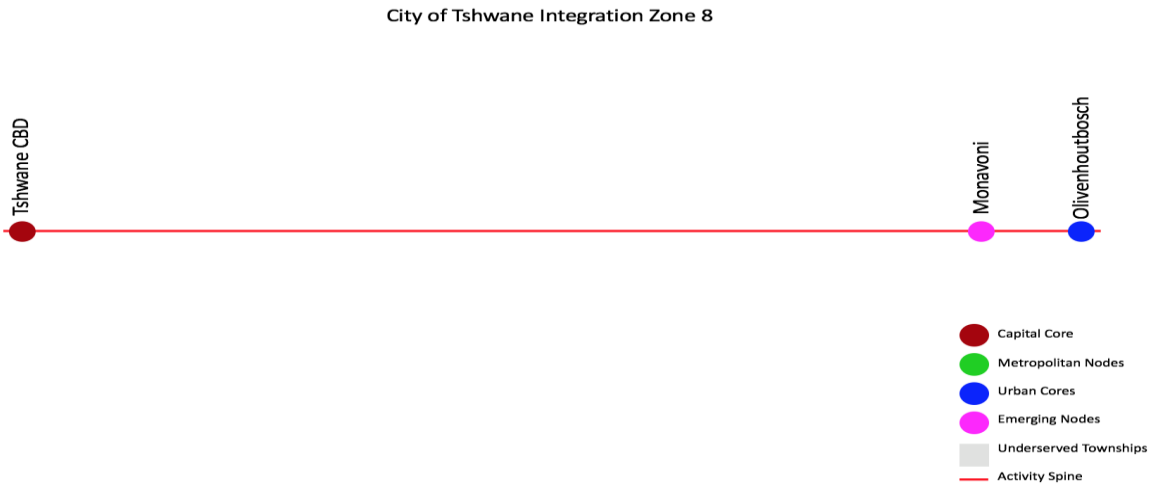 City of Tshwane Integration Zone 8
Tshwane CBD
Monavoni
Olivenhoutbosch
Capital Core
Metropolitan Nodes
Urban Cores
Emerging Nodes
Underserved Townships
Activity Spine